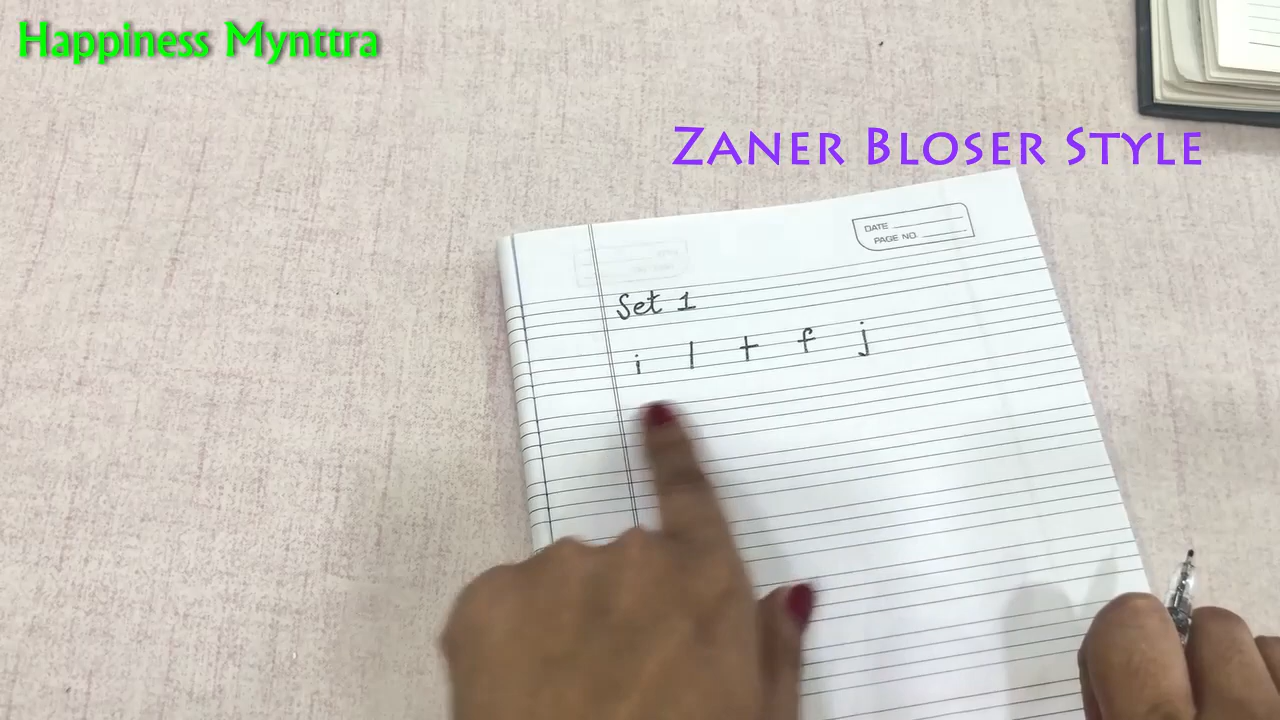 Happiness Mynttra
Zaner Bloser Style
DATE
PAGE NO.
Set 1
i l t f j